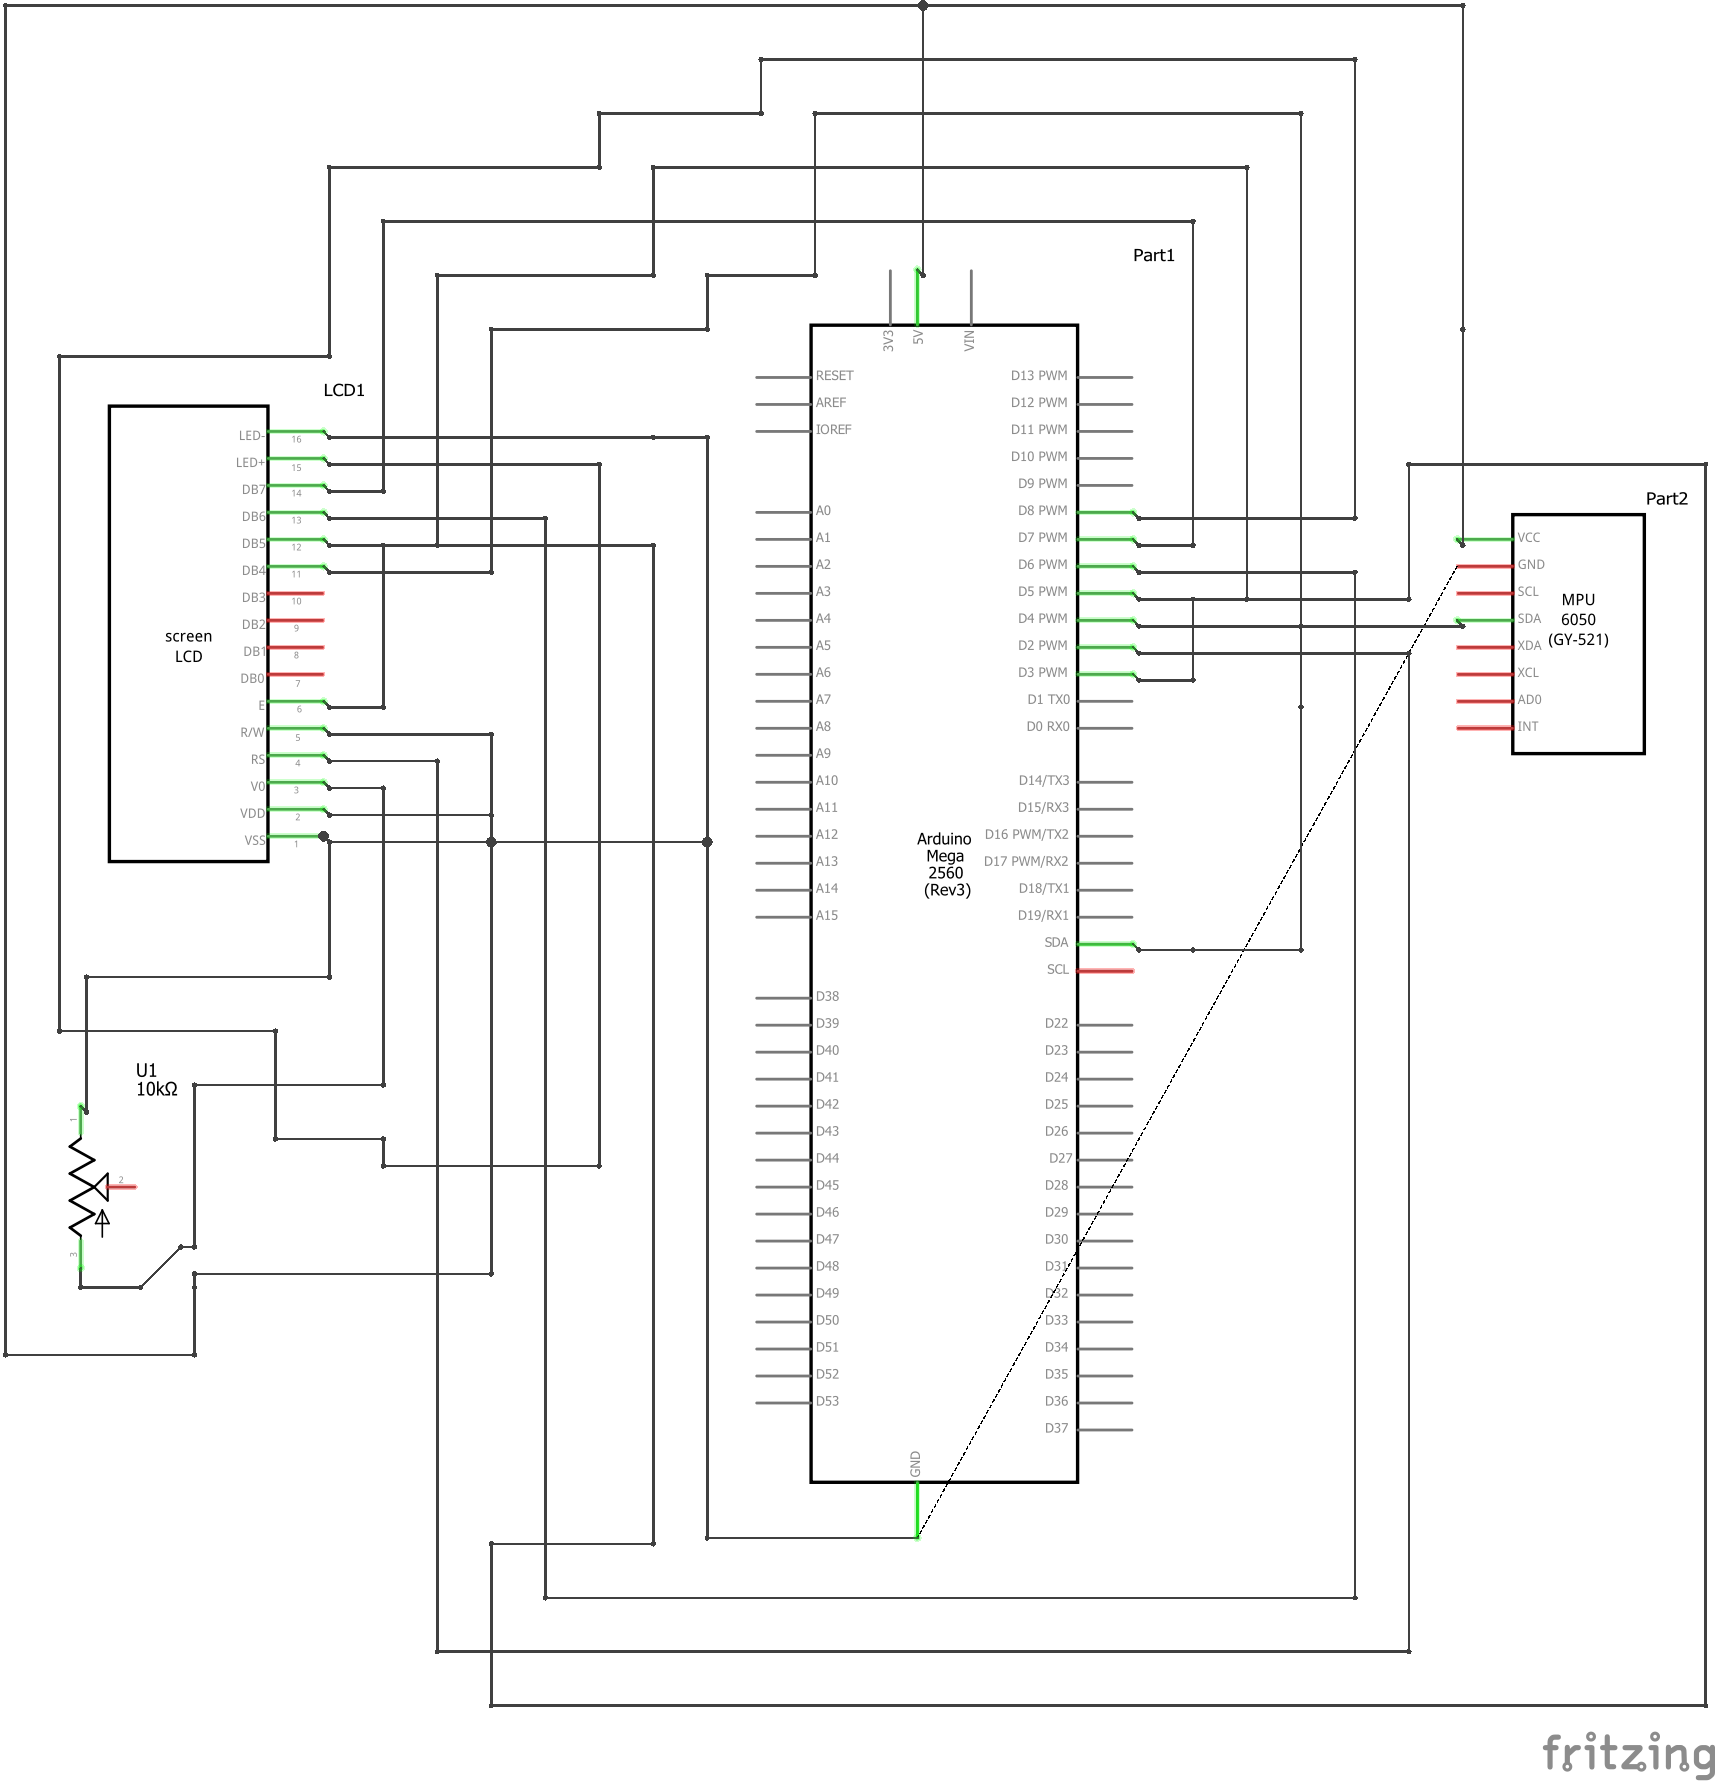 Part1
3V3
5V
VIN
RESET
AREF
IOREF
A0
A1
A2
A3
A4
A5
A6
A7
A8
A9
A10
A11
A12
A13
A14
A15
D38
D39
D40
D41
D42
D43
D44
D45
D46
D47
D48
D49
D50
D51
D52
D53
D13 PWM
D12 PWM
D11 PWM
D10 PWM
D9 PWM
D8 PWM
D7 PWM
D6 PWM
D5 PWM
D4 PWM
D2 PWM
D3 PWM
D1 TX0
D0 RX0
D14/TX3
D15/RX3
D16 PWM/TX2
D17 PWM/RX2
D18/TX1
D19/RX1
SDA
SCL
D22
D23
D24
D25
D26
D27
D28
D29
D30
D31
D32
D33
D34
D35
D36
D37
Arduino
Mega
2560
(Rev3)
GND
LCD1
LED- 16
LED+ 15
DB7 14
DB6 13
DB5 12
DB4 11
DB3 10
DB2 9
DB1 8
DB0 7
E 6
R/W 5
RS 4
V0 3
VDD 2
VSS 1
screen
LCD
U1
10kΩ
1
2
3
Part2
VCC
GND
SCL
SDA
XDA
XCL
AD0
INT
MPU
6050
(GY-521)
fritzing